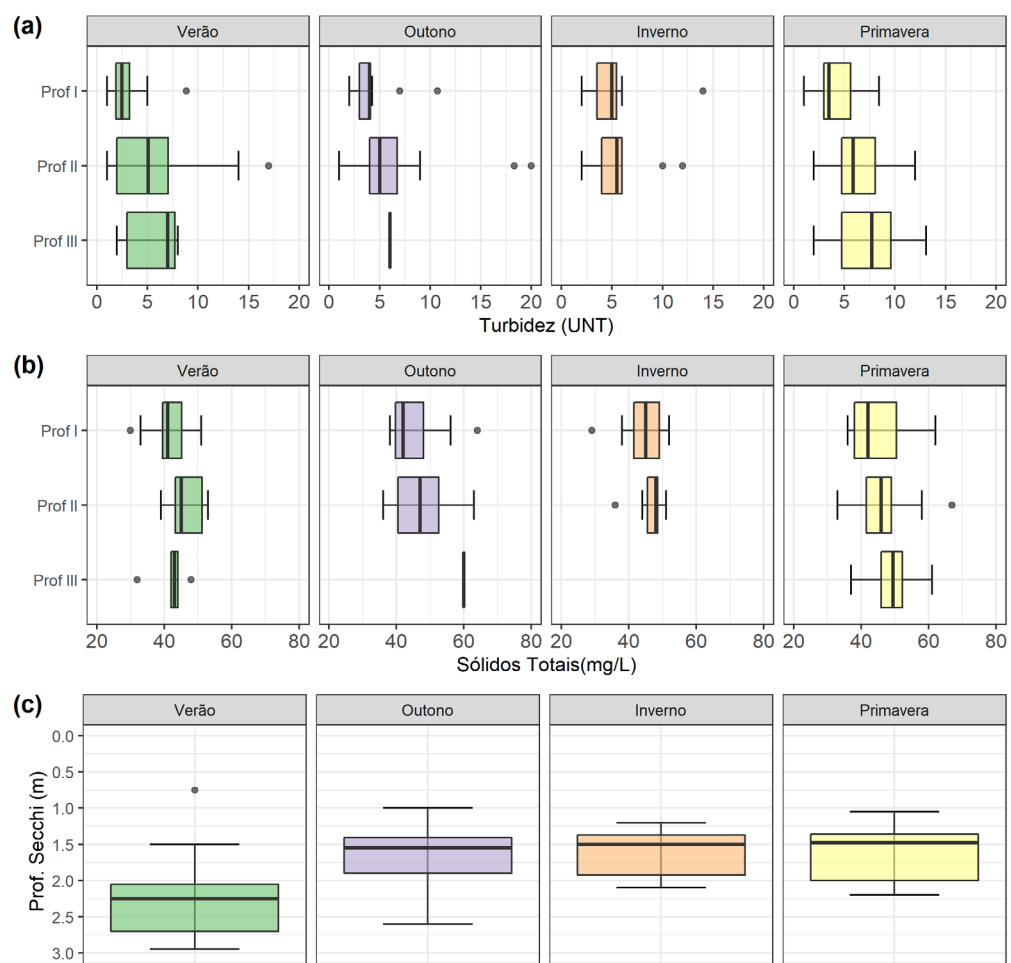 (a)
Verão Outono Inverno Primavera
Prof I
Prof II
Prof III
0 5 10 15 20 0 5 10 15 20 0 5 10 15 20 0 5 10 15 20
Turbidez (UNT)
(b)
Verão Outono Inverno Primavera
Prof I
Prof II
Prof III
20 40 60 80 20 40 60 80 20 40 60 80 20 40 60 80
Sólidos Totais(mg/L)
(c)
Verão Outono Inverno Primavera
Prof. Secchi (m)
0.0
0.5
1.0
1.5
2.0
2.5
3.0